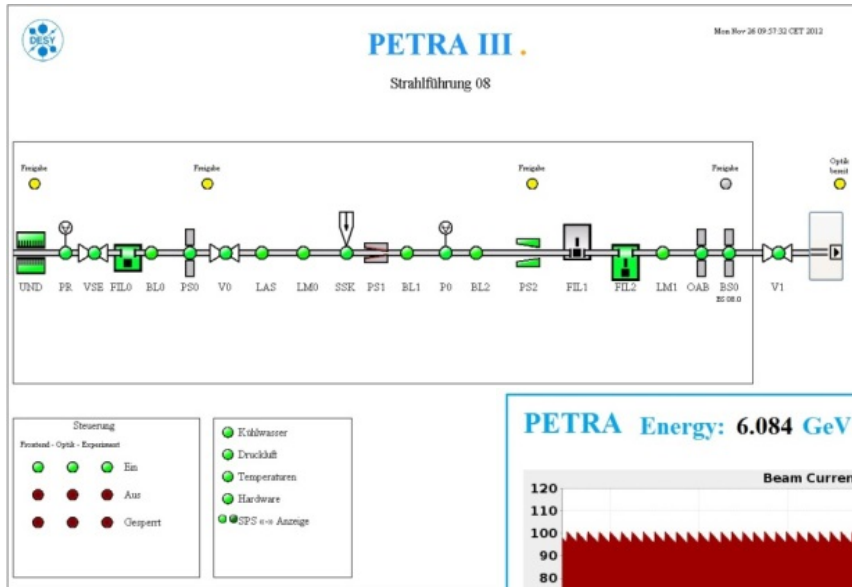 DESY
PETRA III .
Mon Nov 26 09:57:32 CET 2012
Strahlführung 08
Freigabe
Freigabe
Freigabe
Freigabe
Optik
bereit
UND PR VSE FIL0 BL0 PS0 V0 LAS LM0 SSK PS1 BL1 P0 BL2 PS2 FIL1 FIL2 LM1 OAB BS0 V1
BS 08.0
Steuerung
Frontend - Optik - Experiment
Ein
Aus
Gesperrt
Kühlwasser
Druckluft
Temperaturen
Hardware
SPS <-> Anzeige
PETRA Energy: 6.084 GeV
Beam Curren
120
110
100
90
80